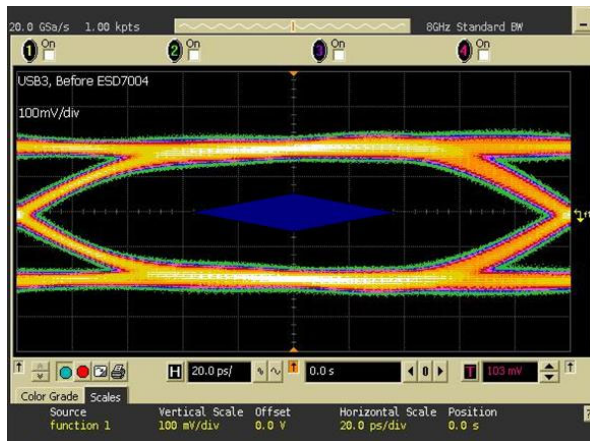 20.0 GSa/s 1.00 kpts 8GHz Standard BW
1 On 2 On 3 On 4 On
USB3, Before ESD7004
100mV/div
H 20.0 ps/ 0.0 s 0 T 103 mV
Color Grade Scales
Source Vertical Scale Offset Horizontal Scale Position
function 1 100 mV/div 0.0 V 20.0 ps/div 0.0 s